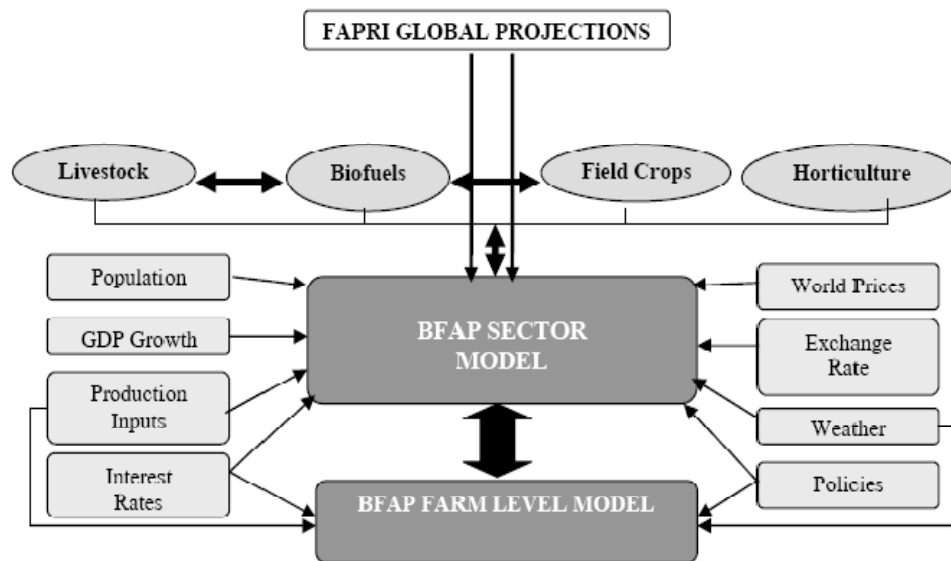 FAPRI GLOBAL PROJECTIONS
Livestock
Biofuels
Field Crops
Horticulture
Population
GDP Growth
Production
Inputs
Interest
Rates
BFAP SECTOR
MODEL
World Prices
Exchange
Rate
Weather
Policies
BFAP FARM LEVEL MODEL